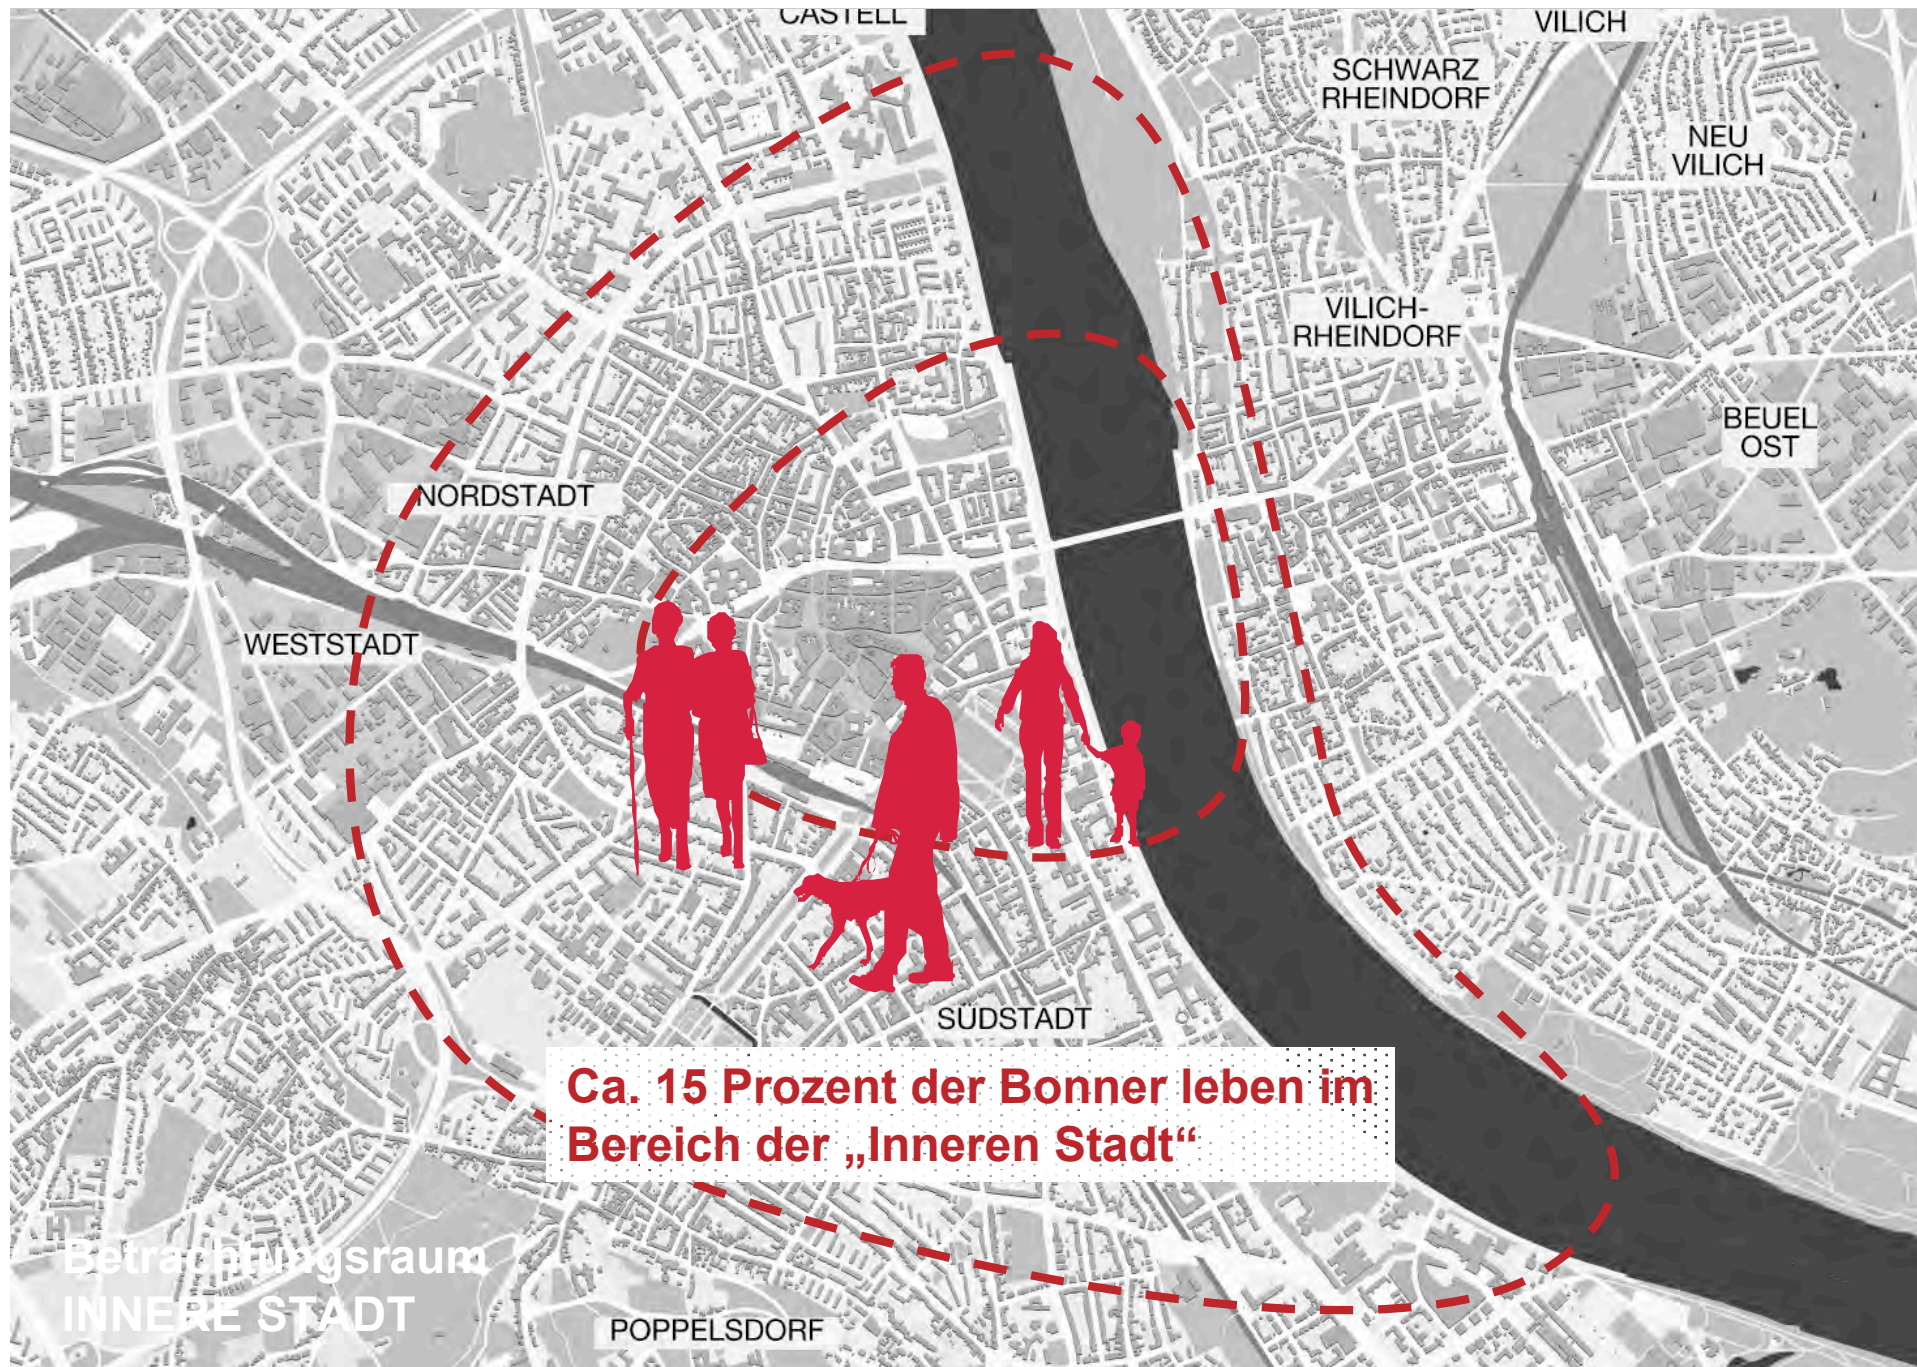 CASTELL
VILICH
SCHWARZ
RHEINDORF
NEU
VILICH
VILICH-
RHEINDORF
BEUEL
OST
NORDSTADT
WESTSTADT
SÜDSTADT
Ca. 15 Prozent der Bonner leben im
Bereich der „Inneren Stadt“
Betrachtungsraum
INNERE STADT
POPPELSDORF